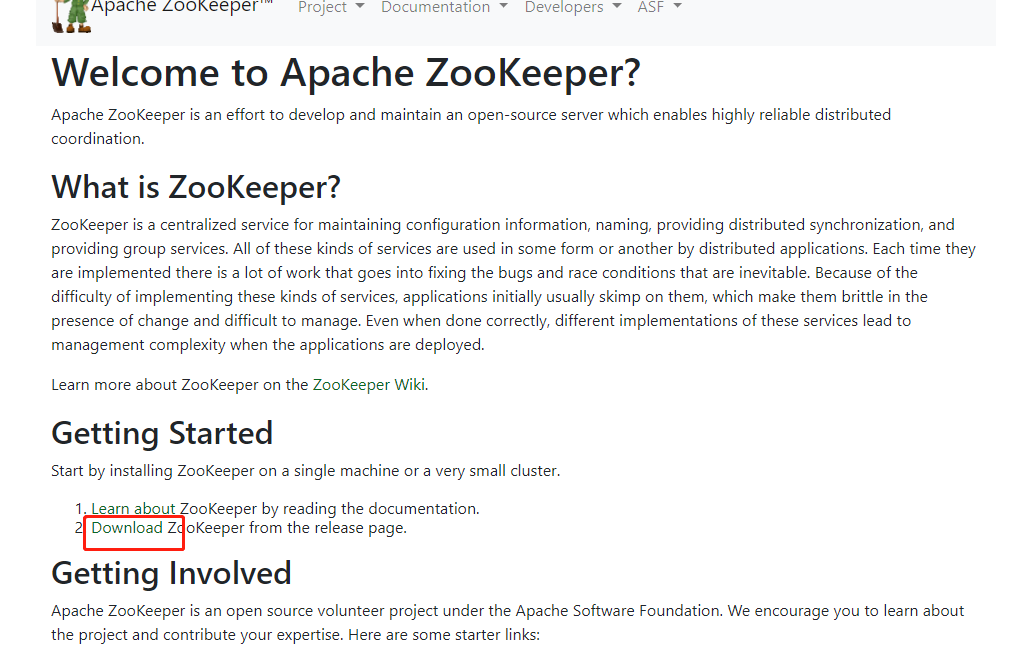 Apache ZooKeeper™ Project Documentation Developers ASF
Welcome to Apache ZooKeeper?
Apache ZooKeeper is an effort to develop and maintain an open-source server which enables highly reliable distributed
coordination.
What is ZooKeeper?
ZooKeeper is a centralized service for maintaining configuration information, naming, providing distributed synchronization, and
providing group services. All of these kinds of services are used in some form or another by distributed applications. Each time they
are implemented there is a lot of work that goes into fixing the bugs and race conditions that are inevitable. Because of the
difficulty of implementing these kinds of services, applications initially usually skimp on them, which make them brittle in the
presence of change and difficult to manage. Even when done correctly, different implementations of these services lead to
management complexity when the applications are deployed.
Learn more about ZooKeeper on the ZooKeeper Wiki.
Getting Started
Start by installing ZooKeeper on a single machine or a very small cluster.
1. Learn about ZooKeeper by reading the documentation.
2. Download ZooKeeper from the release page.
Getting Involved
Apache ZooKeeper is an open source volunteer project under the Apache Software Foundation. We encourage you to learn about
the project and contribute your expertise. Here are some starter links: